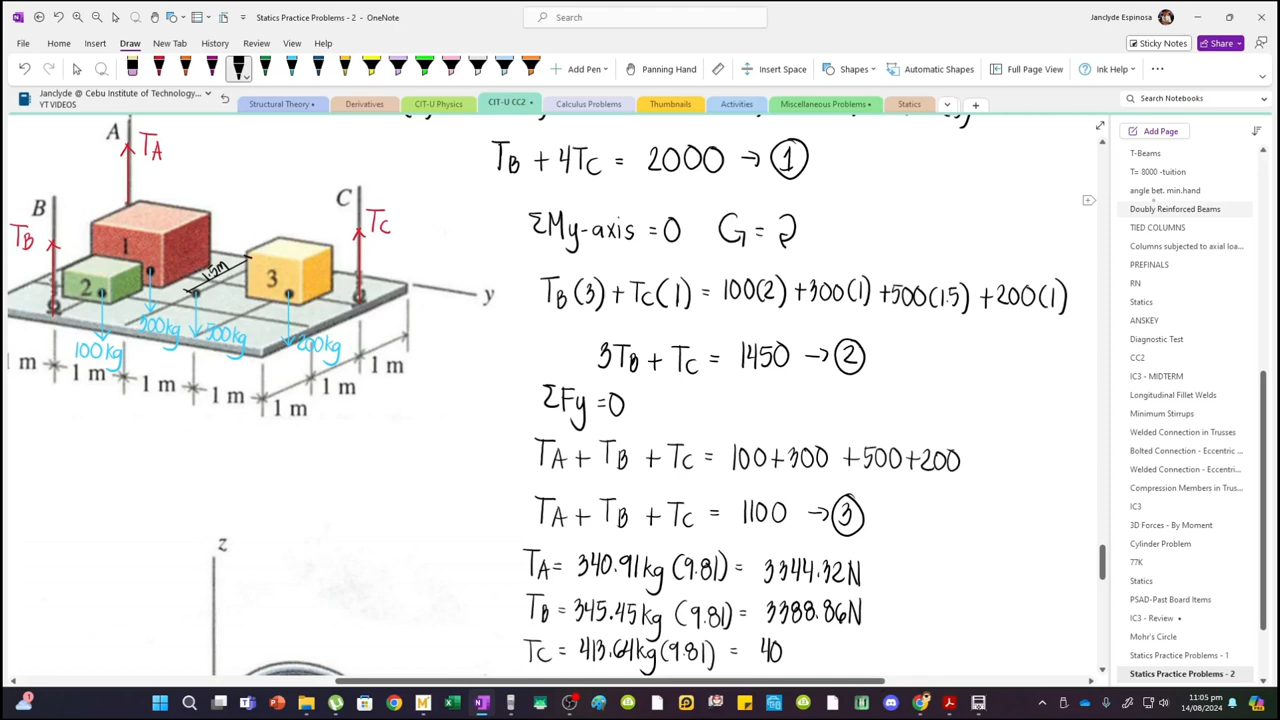 Statics Practice Problems - 2 - OneNote
Search
Janclyde Espinosa
File Home Insert Draw New Tab History Review View Help
Sticky Notes
Share
Add Pen
Panning Hand
Insert Space
Shapes
Automatic Shapes
Full Page View
Ink Help
Janclyde @ Cebu Institute of Technology...
YT VIDEOS
Structural Theory
Derivatives
CIT-U Physics
CIT-U CC2
Calculus Problems
Thumbnails
Activities
Miscellaneous Problems
Statics
Search Notebooks
Add Page
T-Beams
T= 8000 -tuition
angle bet. min.hand
Doubly Reinforced Beams
TIED COLUMNS
Columns subjected to axial loa...
PREFINALS
RN
Statics
ANSKEY
Diagnostic Test
CC2
IC3 - MIDTERM
Longitudinal Fillet Welds
Minimum Stirrups
Welded Connection in Trusses
Bolted Connection - Eccentric ...
Welded Connection - Eccentri...
Compression Members in Trus...
IC3
3D Forces - By Moment
Cylinder Problem
77K
Statics
PSAD-Past Board Items
IC3 - Review
Mohr's Circle
Statics Practice Problems - 1
Statics Practice Problems - 2
A
TA
B
TB
C
TC
1
2
3
1.5m
y
300kg
500kg
100kg
200kg
m
1 m
1 m
1 m
1 m
1 m
1 m
z
TB + 4TC = 2000 → 1
ΣMy-axis = 0 G = 2
TB(3) + TC(1) = 100(2) + 300(1) + 500(1.5) + 200(1)
3TB + TC = 1450 → 2
ΣFy = 0
TA + TB + TC = 100 + 300 + 500 + 200
TA + TB + TC = 1100 → 3
TA = 340.91kg (9.81) = 3344.32N
TB = 345.45kg (9.81) = 3388.86N
TC = 413.64kg (9.81) = 40
1
11:05 pm
14/08/2024